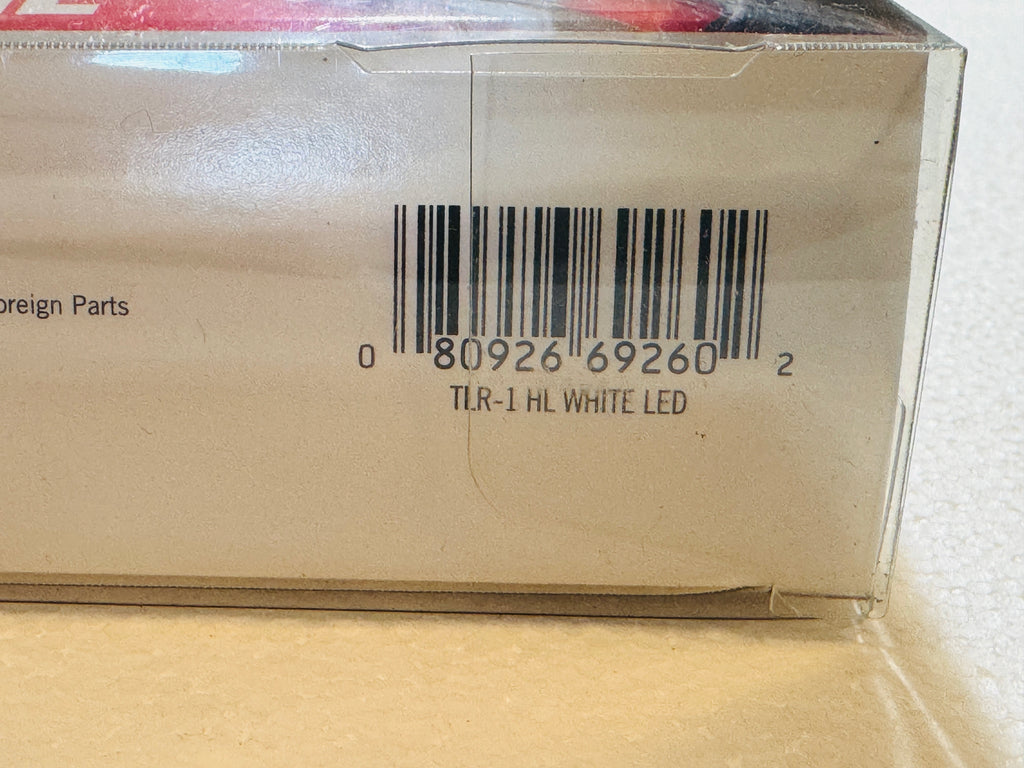 oreign Parts
0 80926 69260 2
TLR-1 HL WHITE LED